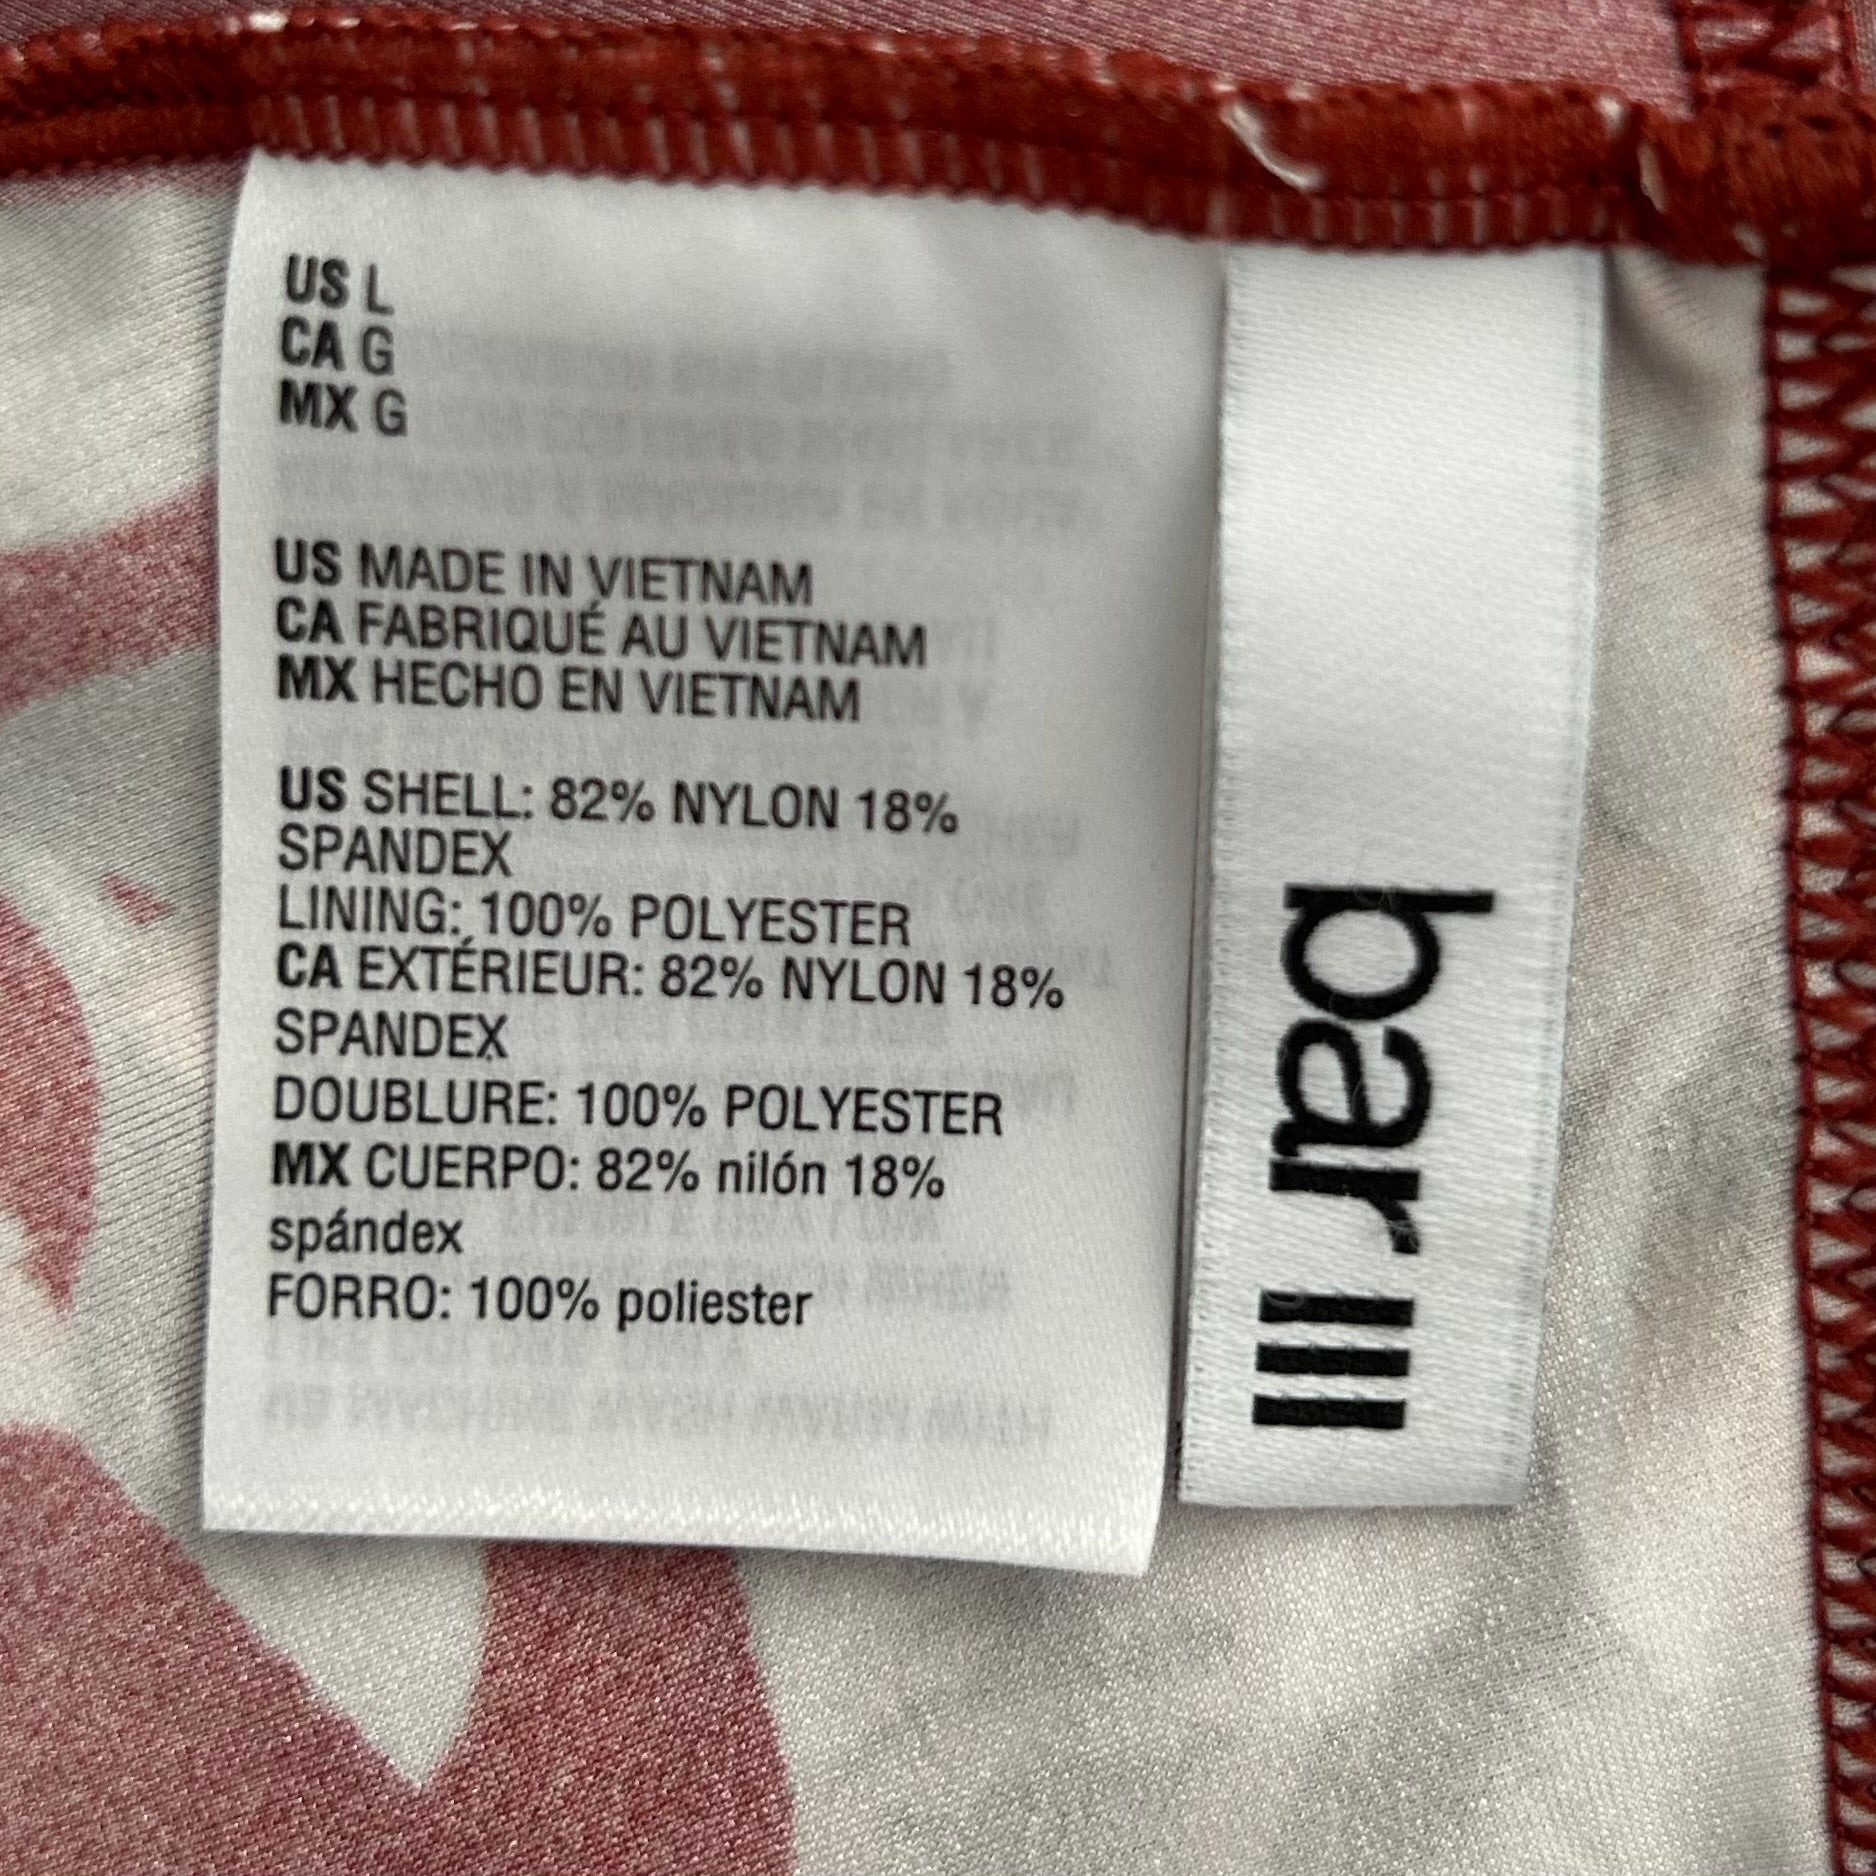 US L
CA G
MX G
US MADE IN VIETNAM
CA FABRIQUÉ AU VIETNAM
MX HECHO EN VIETNAM
US SHELL: 82% NYLON 18%
SPANDEX
LINING: 100% POLYESTER
CA EXTÉRIEUR: 82% NYLON 18%
SPANDEX
DOUBLURE: 100% POLYESTER
MX CUERPO: 82% nilón 18%
spándex
FORRO: 100% poliester
bar III